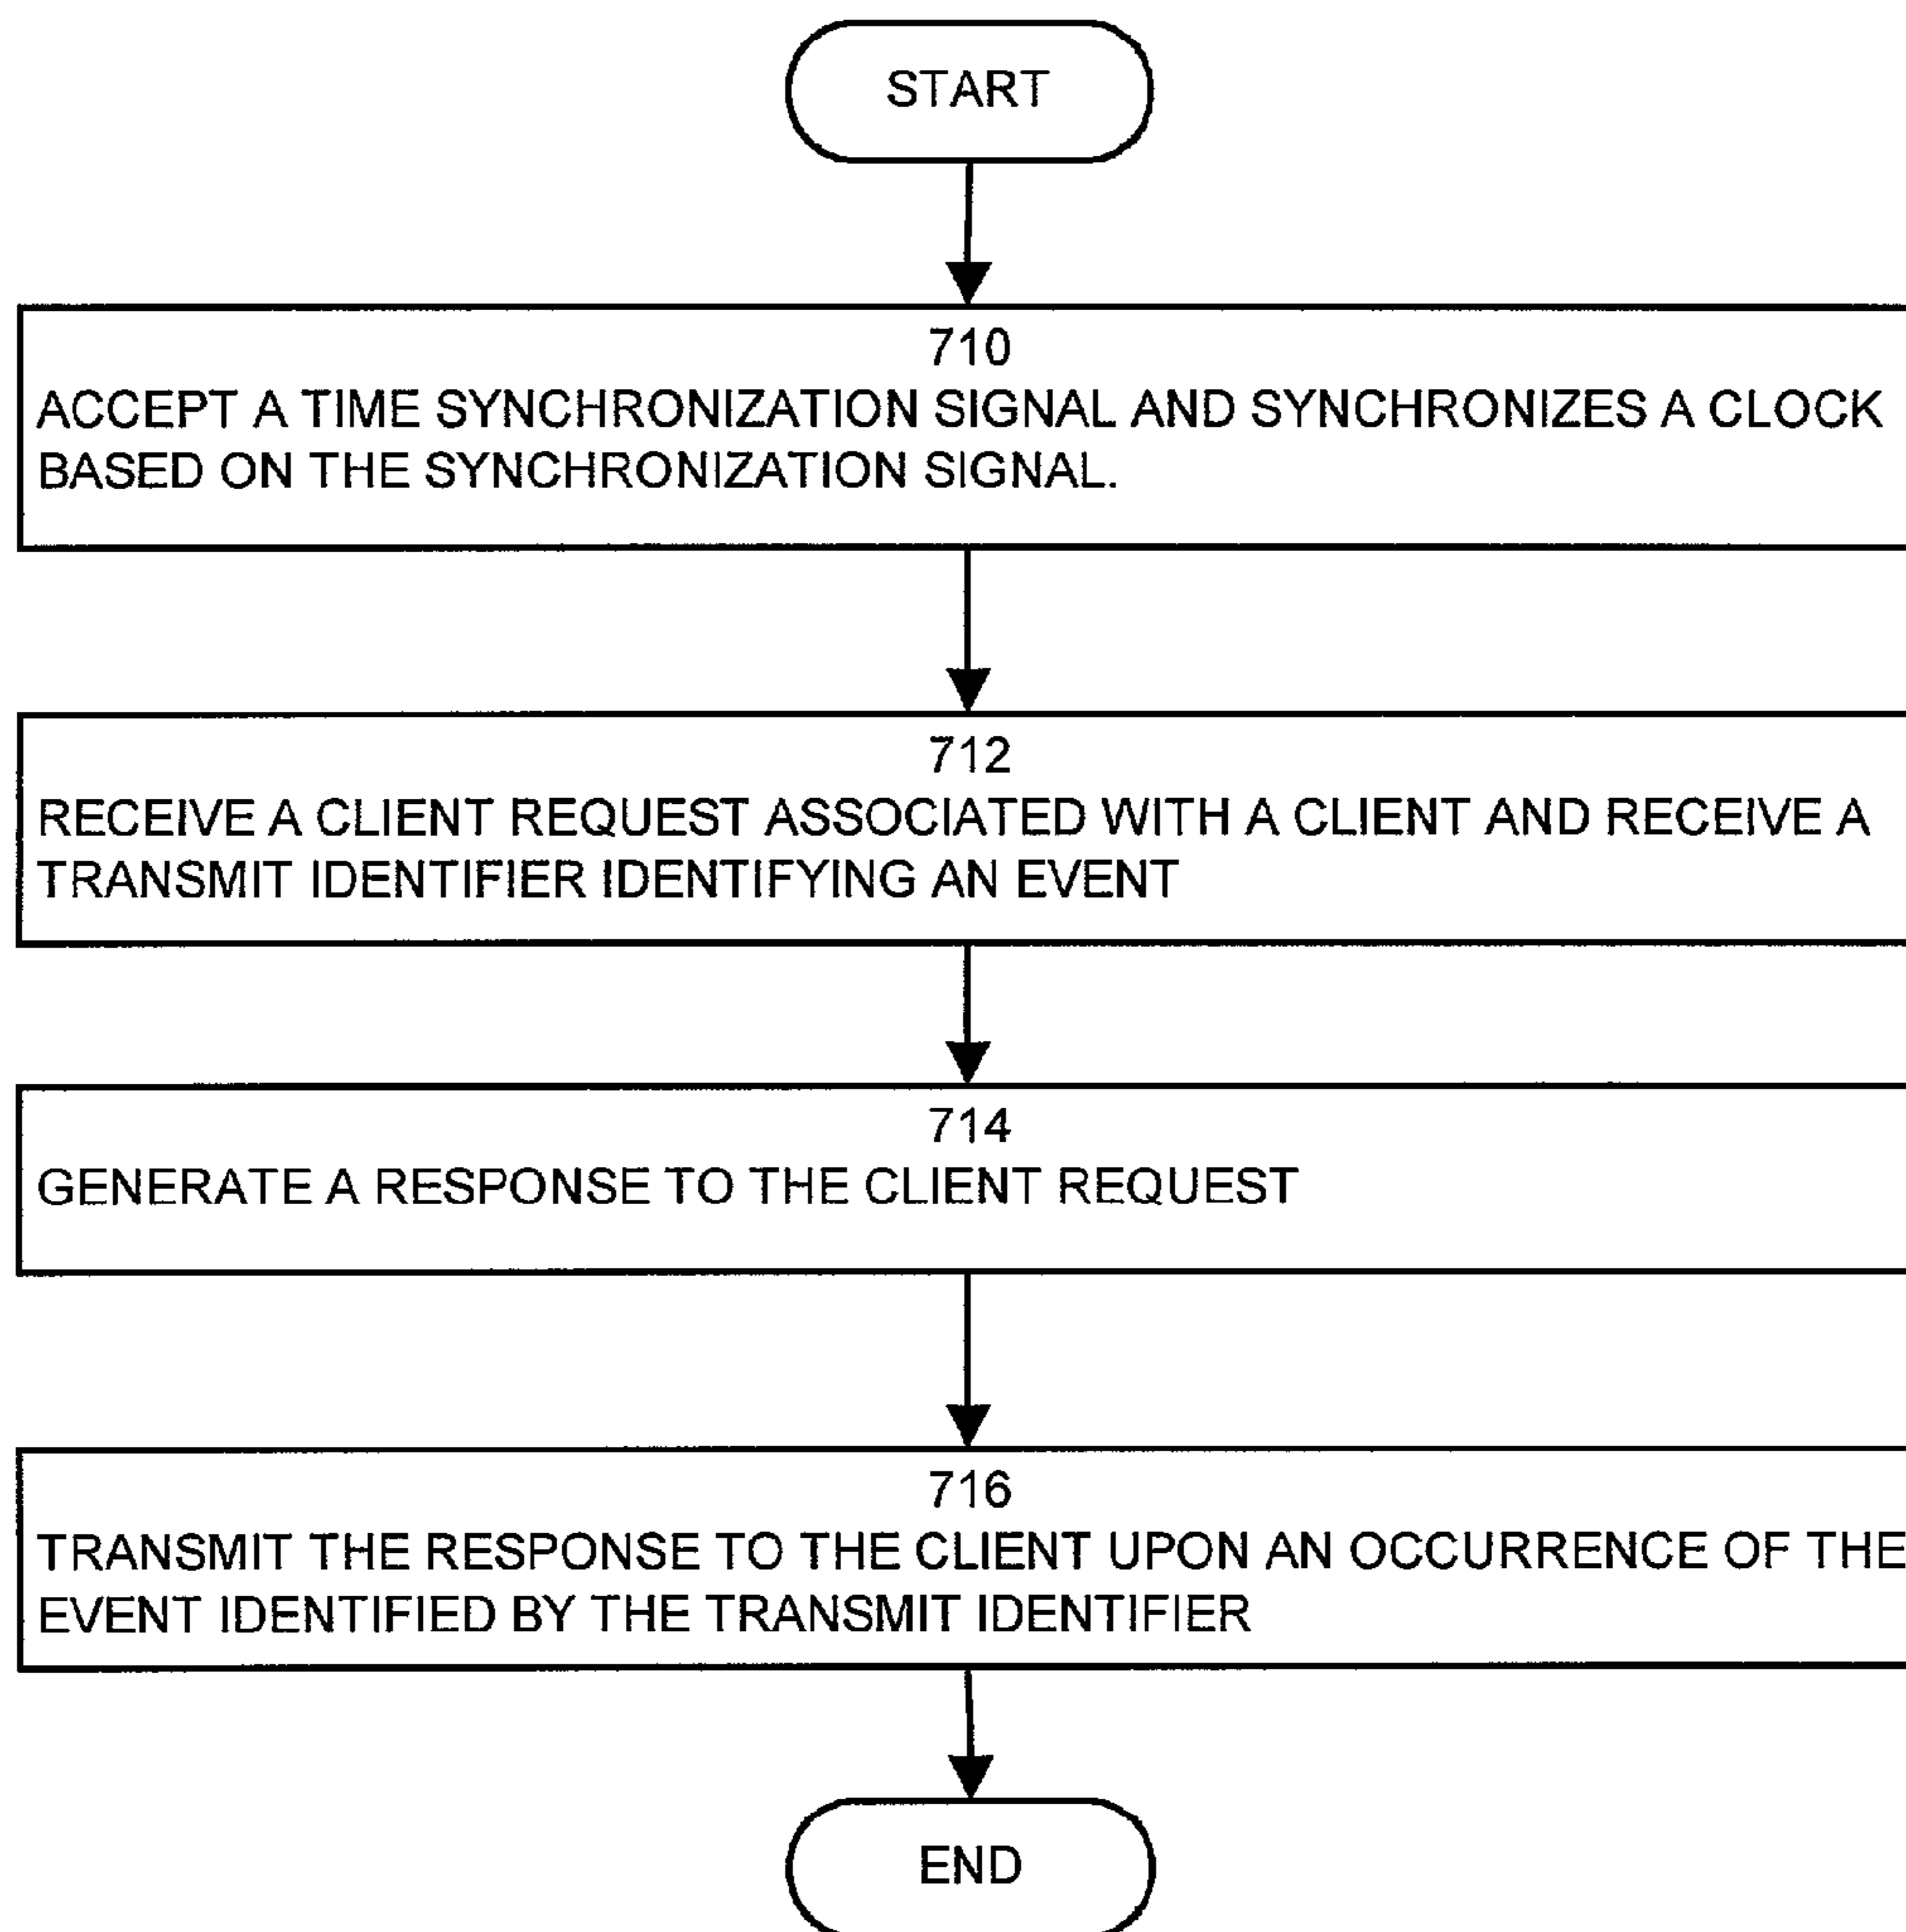 START
710
ACCEPT A TIME SYNCHRONIZATION SIGNAL AND SYNCHRONIZES A CLOCK
BASED ON THE SYNCHRONIZATION SIGNAL.
712
RECEIVE A CLIENT REQUEST ASSOCIATED WITH A CLIENT AND RECEIVE A
TRANSMIT IDENTIFIER IDENTIFYING AN EVENT
714
GENERATE A RESPONSE TO THE CLIENT REQUEST
716
TRANSMIT THE RESPONSE TO THE CLIENT UPON AN OCCURRENCE OF THE
EVENT IDENTIFIED BY THE TRANSMIT IDENTIFIER
END